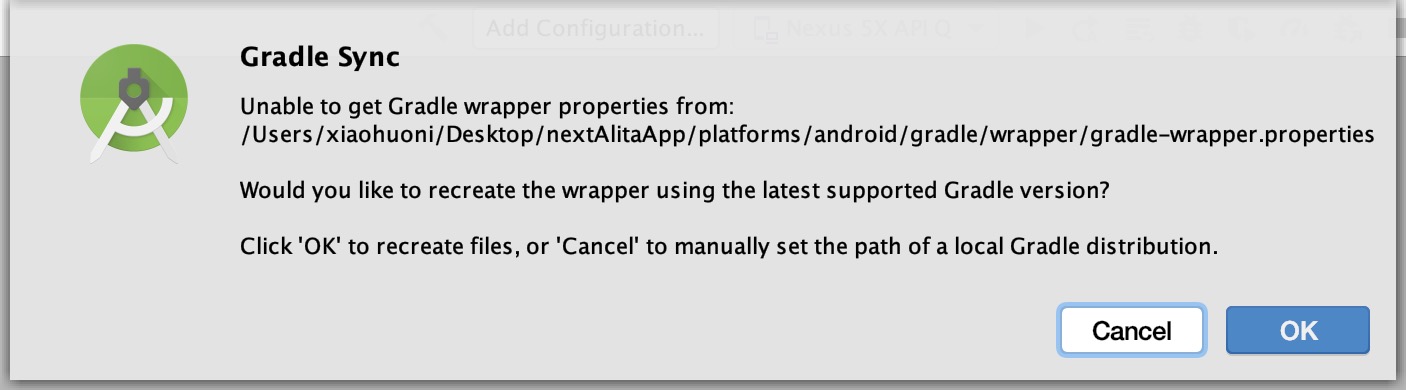 Add Configuration...
Nexus 5X API Q
Gradle Sync
Unable to get Gradle wrapper properties from:
/Users/xiaohuoni/Desktop/nextAlitaApp/platforms/android/gradle/wrapper/gradle-wrapper.properties
Would you like to recreate the wrapper using the latest supported Gradle version?
Click 'OK' to recreate files, or 'Cancel' to manually set the path of a local Gradle distribution.
Cancel
OK